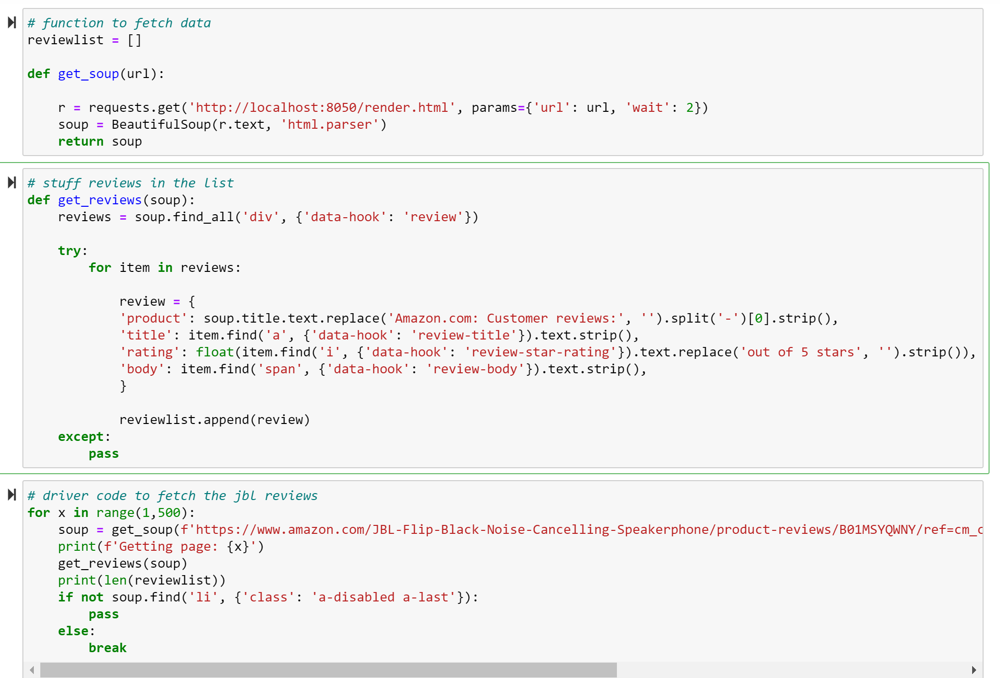 # function to fetch data
reviewlist = []
def get_soup(url):
r = requests.get('http://localhost:8050/render.html', params={'url': url, 'wait': 2})
soup = BeautifulSoup(r.text, 'html.parser')
return soup
# stuff reviews in the list
def get_reviews(soup):
reviews = soup.find_all('div', {'data-hook': 'review'})
try:
for item in reviews:
review = {
'product': soup.title.text.replace('Amazon.com: Customer reviews:', '').split('-')[0].strip(),
'title': item.find('a', {'data-hook': 'review-title'}).text.strip(),
'rating': float(item.find('i', {'data-hook': 'review-star-rating'}).text.replace('out of 5 stars', '').strip()),
'body': item.find('span', {'data-hook': 'review-body'}).text.strip(),
}
reviewlist.append(review)
except:
pass
# driver code to fetch the jbl reviews
for x in range(1,500):
soup = get_soup(f'https://www.amazon.com/JBL-Flip-Black-Noise-Cancelling-Speakerphone/product-reviews/B01MSYQWNY/ref=cm_c
print(f'Getting page: {x}')
get_reviews(soup)
print(len(reviewlist))
if not soup.find('li', {'class': 'a-disabled a-last'}):
pass
else:
break